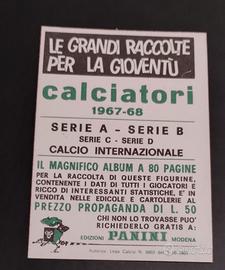 LE GRANDI RACCOLTE
PER LA GIOVENTÙ
calciatori
1967-68
SERIE A - SERIE B
SERIE C - SERIE D
CALCIO INTERNAZIONALE
IL MAGNIFICO ALBUM A 80 PAGINE
PER LA RACCOLTA DI QUESTE FIGURINE,
CONTENENTE I DATI DI TUTTI I GIOCATORI E
RICCO DI INTERESSANTI STATISTICHE, E' IN
VENDITA NELLE EDICOLE E CARTOLERIE AL
PREZZO PROPAGANDA DI L. 50
CHI NON LO TROVASSE PUO'
RICHIEDERLO GRATIS A:
EDIZIONI PANINI MODENA